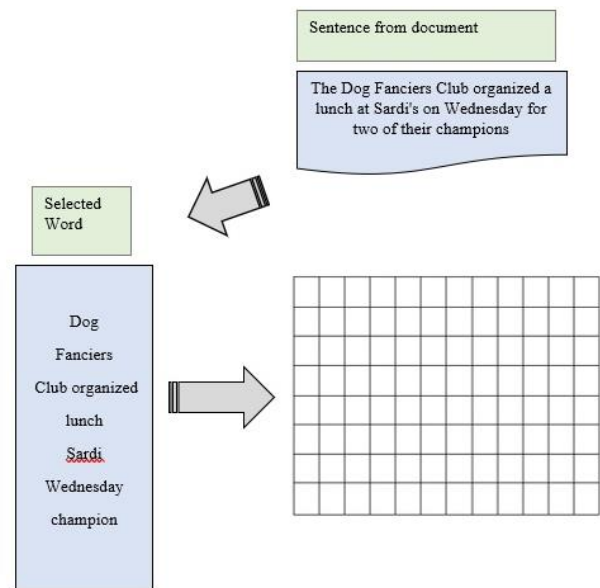 Sentence from document
The Dog Fanciers Club organized a
lunch at Sardi's on Wednesday for
two of their champions
Selected
Word
Dog
Fanciers
Club organized
lunch
Sardi
Wednesday
champion